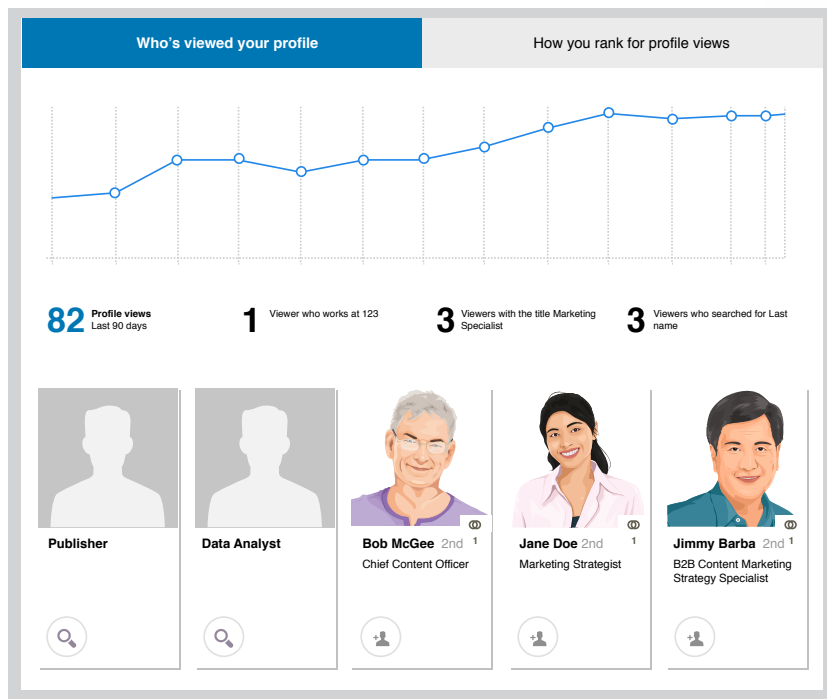 Who's viewed your profile
How you rank for profile views
82 Profile views
Last 90 days
1 Viewer who works at 123
3 Viewers with the title Marketing
Specialist
3 Viewers who searched for Last
name
Publisher
Data Analyst
Bob McGee 2nd 1
Chief Content Officer
Jane Doe 2nd 1
Marketing Strategist
Jimmy Barba 2nd 1
B2B Content Marketing
Strategy Specialist